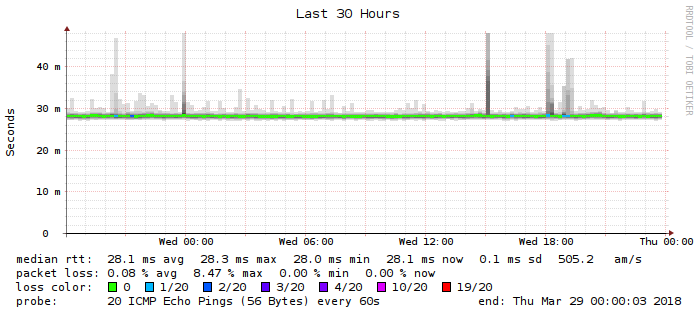 Last 30 Hours
RRDTOOL / TOBI OETIKER
Seconds
40 m
30 m
20 m
10 m
0
Wed 00:00 Wed 06:00 Wed 12:00 Wed 18:00 Thu 00:00
median rtt: 28.1 ms avg 28.3 ms max 28.0 ms min 28.1 ms now 0.1 ms sd 505.2 am/s
packet loss: 0.08 % avg 8.47 % max 0.00 % min 0.00 % now
loss color: 0 1/20 2/20 3/20 4/20 10/20 19/20
probe: 20 ICMP Echo Pings (56 Bytes) every 60s end: Thu Mar 29 00:00:03 2018